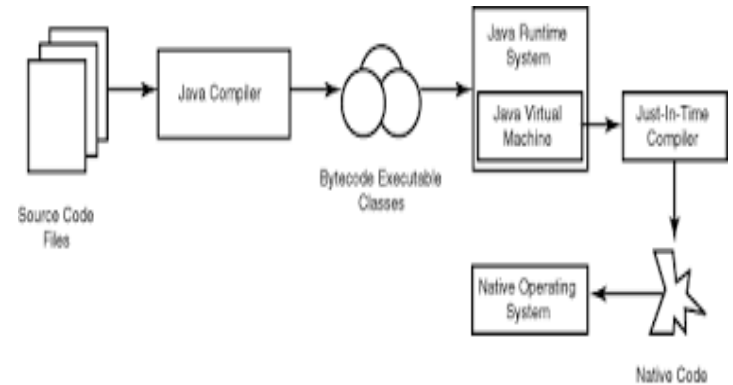 Source Code
Files
Java Compiler
Bytecode Executable
Classes
Java Runtime
System
Java Virtual
Machine
Just-In-Time
Compiler
Native Code
Native Operating
System